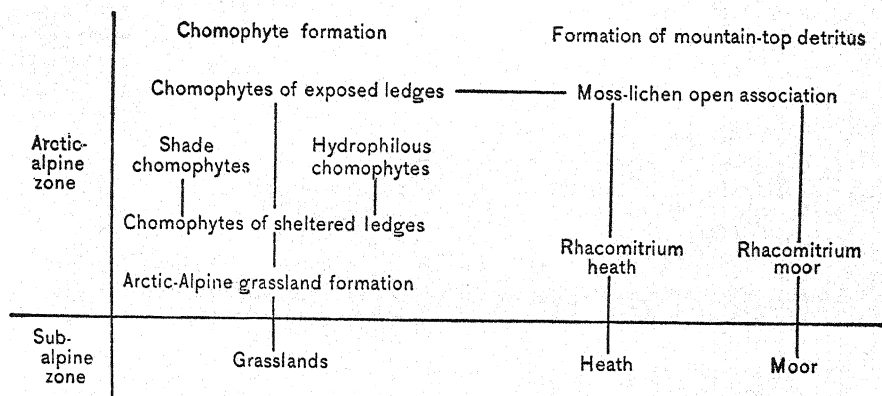 Chomophyte formation
Formation of mountain-top detritus
Chomophytes of exposed ledges
Moss-lichen open association
Arctic-
alpine
zone
Shade
chomophytes
Hydrophilous
chomophytes
Chomophytes of sheltered ledges
Rhacomitrium
heath
Rhacomitrium
moor
Arctic-Alpine grassland formation
Sub-
alpine
zone
Grasslands
Heath
Moor